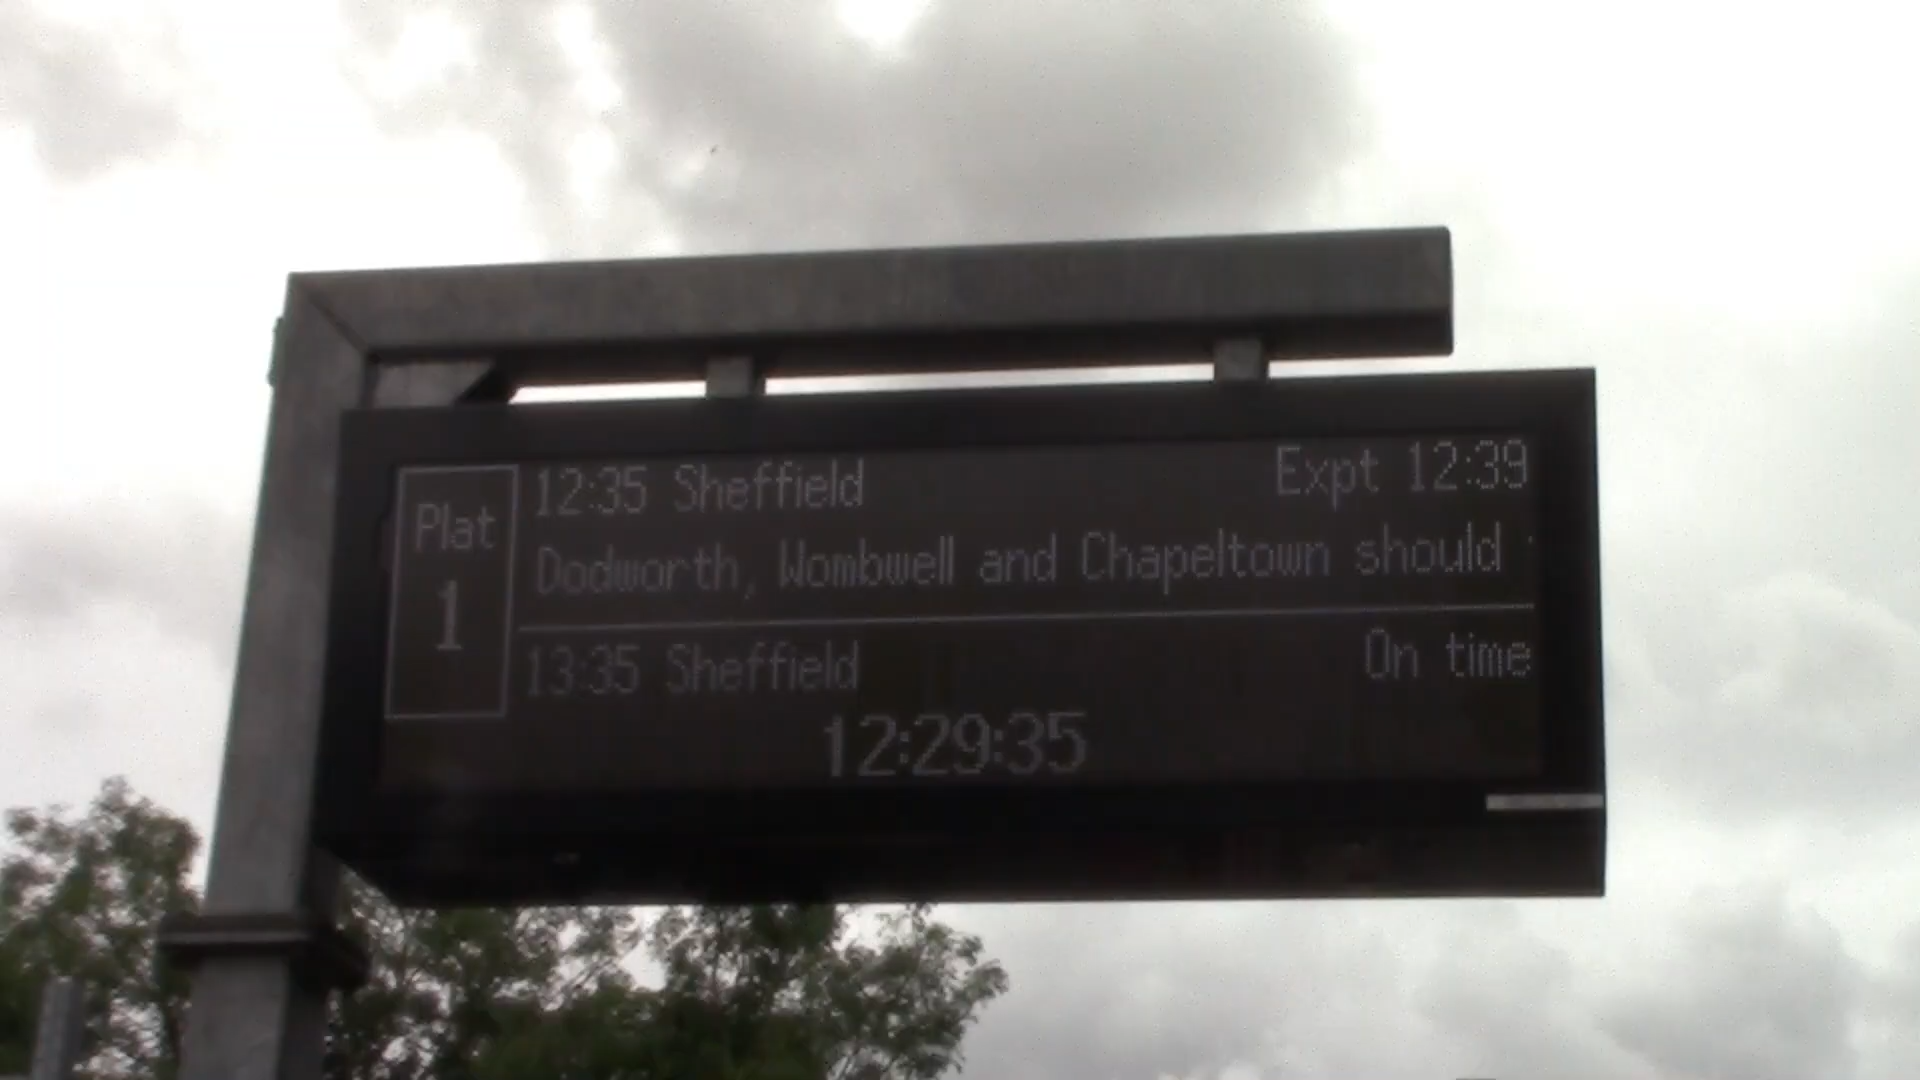 Plat
1
12:35 Sheffield Expt 12:39
Dodworth, Wombwell and Chapeltown should
13:35 Sheffield On time
12:29:35